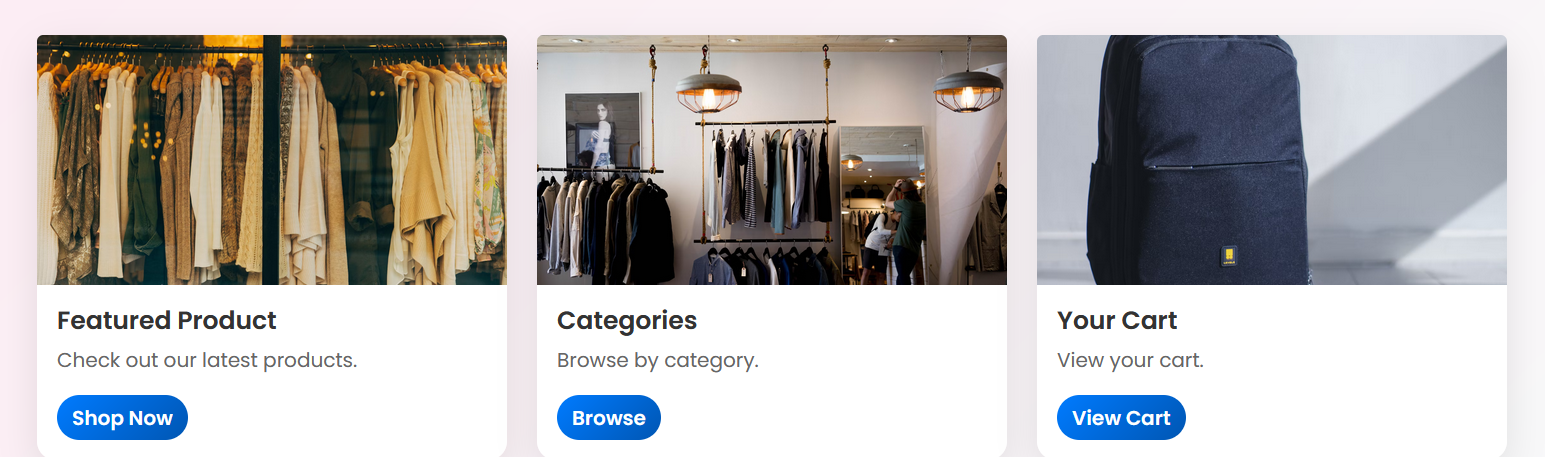 Featured Product
Check out our latest products.
Shop Now
Categories
Browse by category.
Browse
Your Cart
View your cart.
View Cart